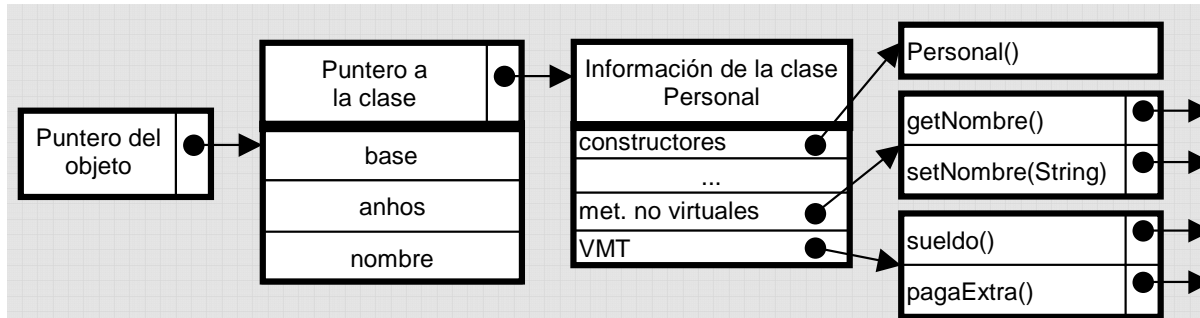 Puntero del
objeto
Puntero a
la clase
base
anhos
nombre
Información de la clase
Personal
constructores
...
met. no virtuales
VMT
Personal()
getNombre()
setNombre(String)
sueldo()
pagaExtra()